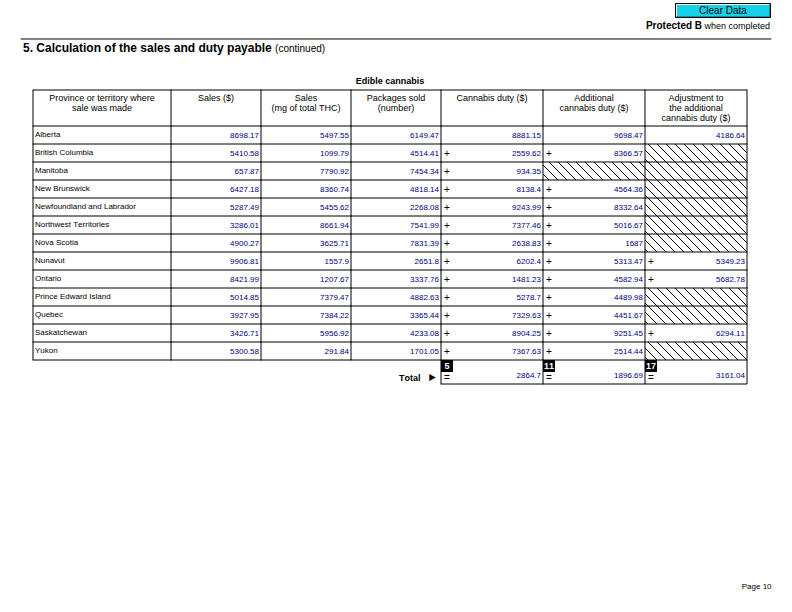 Clear Data
Protected B when completed
5. Calculation of the sales and duty payable (continued)
Edible cannabis
Province or territory where sale was made | Sales ($) | Sales (mg of total THC) | Packages sold (number) | Cannabis duty ($) | Additional cannabis duty ($) | Adjustment to the additional cannabis duty ($)
Alberta 8698.17 5497.55 6149.47 8881.15 9698.47 4186.64
British Columbia 5410.58 1099.79 4514.41 + 2559.62 + 8366.57
Manitoba 657.87 7790.92 7454.34 + 934.35
New Brunswick 6427.18 8360.74 4818.14 + 8138.4 + 4564.36
Newfoundland and Labrador 5287.49 5455.62 2268.08 + 9243.99 + 8332.64
Northwest Territories 3286.01 8661.94 7541.99 + 7377.46 + 5016.67
Nova Scotia 4900.27 3625.71 7831.39 + 2638.83 + 1687
Nunavut 9906.81 1557.9 2651.8 + 6202.4 + 5313.47 + 5349.23
Ontario 8421.99 1207.67 3337.76 + 1481.23 + 4582.94 + 5682.78
Prince Edward Island 5014.85 7379.47 4882.63 + 5278.7 + 4489.98
Quebec 3927.95 7384.22 3365.44 + 7329.63 + 4451.67
Saskatchewan 3426.71 5956.92 4233.08 + 8904.25 + 9251.45 + 6294.11
Yukon 5300.58 291.84 1701.05 + 7367.63 + 2514.44
5 11 17
Total ► = 2864.7 = 1896.69 = 3161.04
Page 10